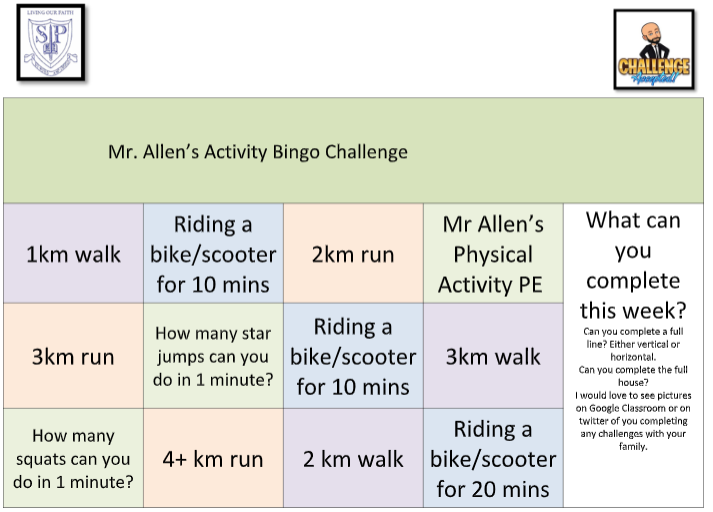 LIVING OUR FAITH
SP
CHALLENGE
Accepted!
Mr. Allen's Activity Bingo Challenge
1km walk
Riding a
bike/scooter
for 10 mins
2km run
Mr Allen's
Physical
Activity PE
What can
you
complete
this week?
Can you complete a full
line? Either vertical or
horizontal.
Can you complete the full
house?
I would love to see pictures
on Google Classroom or on
twitter of you completing
any challenges with your
family.
3km run
How many star
jumps can you
do in 1 minute?
Riding a
bike/scooter
for 10 mins
3km walk
How many
squats can you
do in 1 minute?
4+ km run
2 km walk
Riding a
bike/scooter
for 20 mins